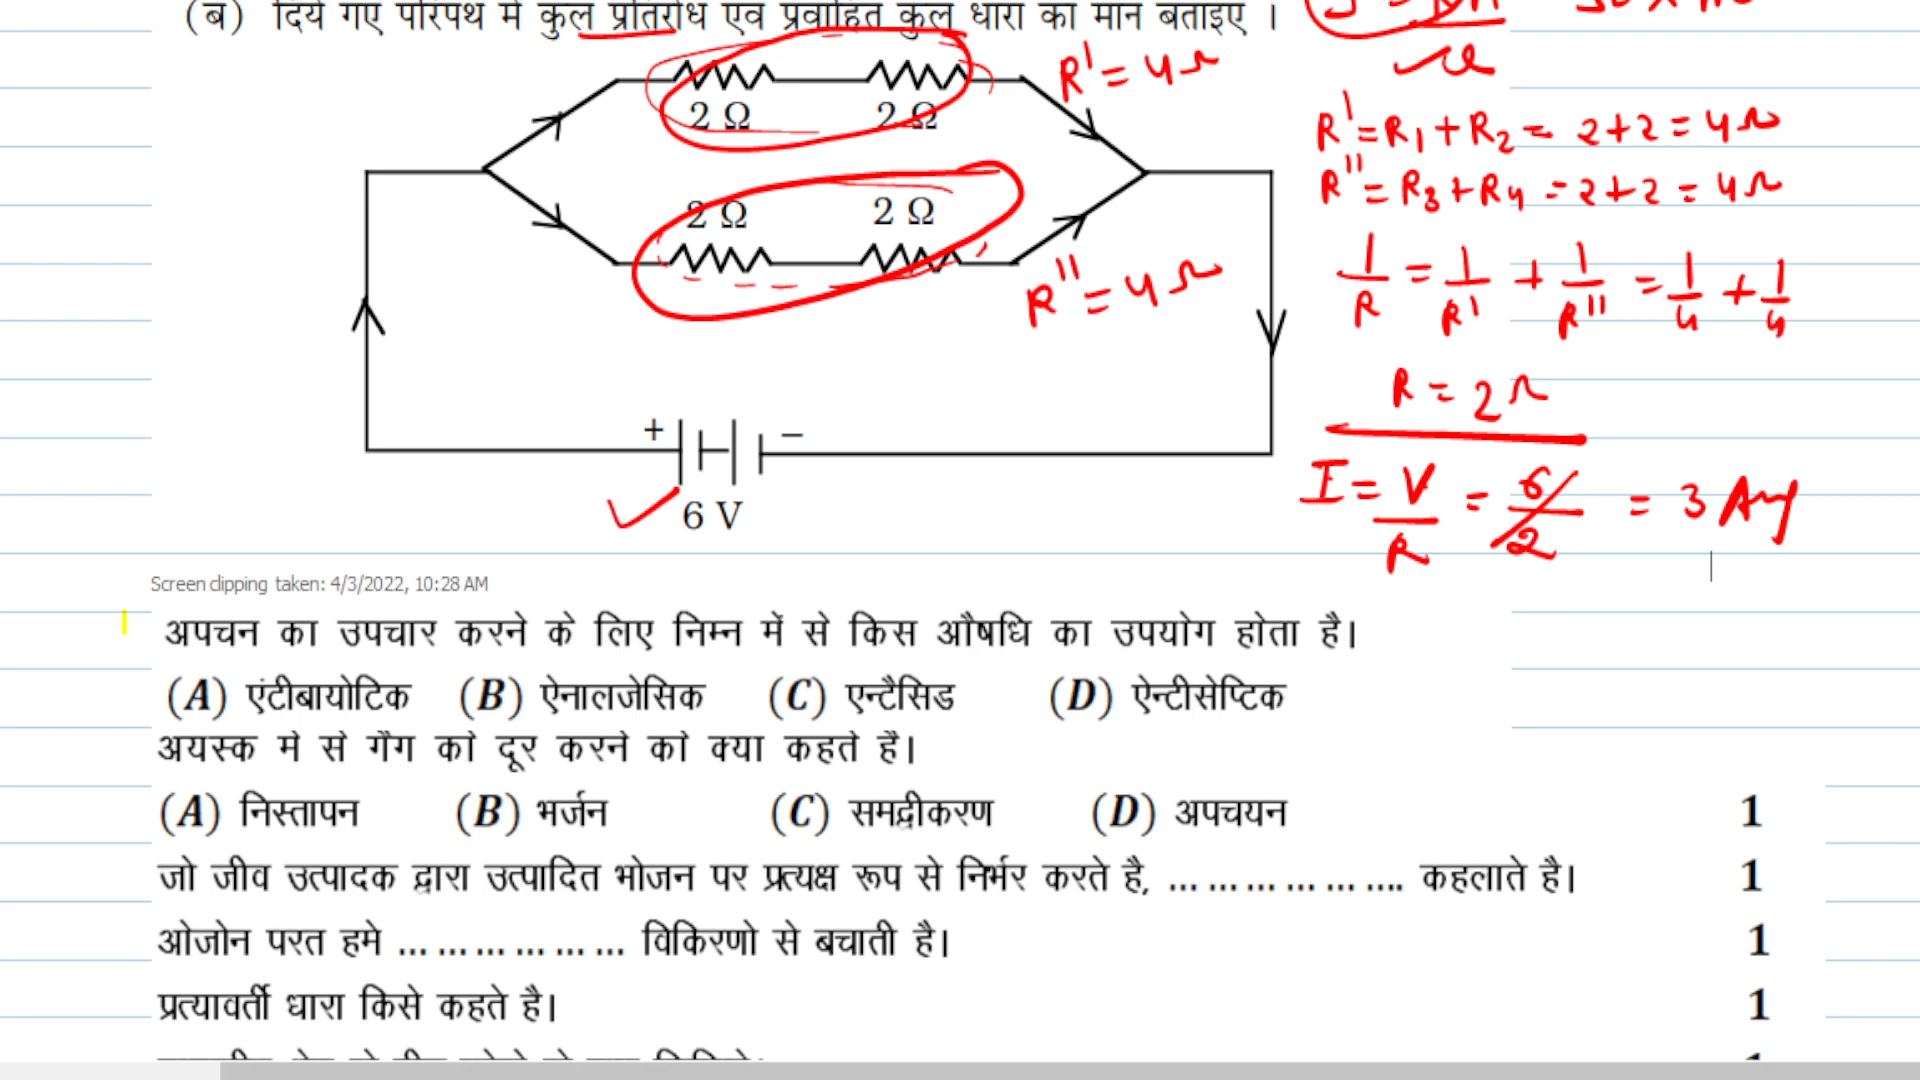 (ब) दिये गए परिपथ में कुल प्रतिरोध एवं प्रवाहित कुल धारा का मान बताइए ।
2 Ω 2 Ω
R' = 4Ω
2 Ω 2 Ω
R'' = 4Ω
+ −
6 V
R' = R₁ + R₂ = 2+2 = 4Ω
R'' = R₃ + R₄ = 2+2 = 4Ω
1/R = 1/R' + 1/R'' = 1/4 + 1/4
R = 2Ω
I = V/R = 6/2 = 3 Amp
Screen clipping taken: 4/3/2022, 10:28 AM
अपचन का उपचार करने के लिए निम्न में से किस औषधि का उपयोग होता है।
(A) एंटीबायोटिक (B) ऐनालजेसिक (C) एन्टैसिड (D) ऐन्टीसेप्टिक
अयस्क में से गैंग को दूर करने को क्या कहते हैं।
(A) निस्तापन (B) भर्जन (C) समद्वीकरण (D) अपचयन 1
जो जीव उत्पादक द्वारा उत्पादित भोजन पर प्रत्यक्ष रूप से निर्भर करते है, ... ... ... ... ... .... कहलाते है। 1
ओजोन परत हमे ... ... ... ... ... ... विकिरणो से बचाती है। 1
प्रत्यावर्ती धारा किसे कहते है। 1